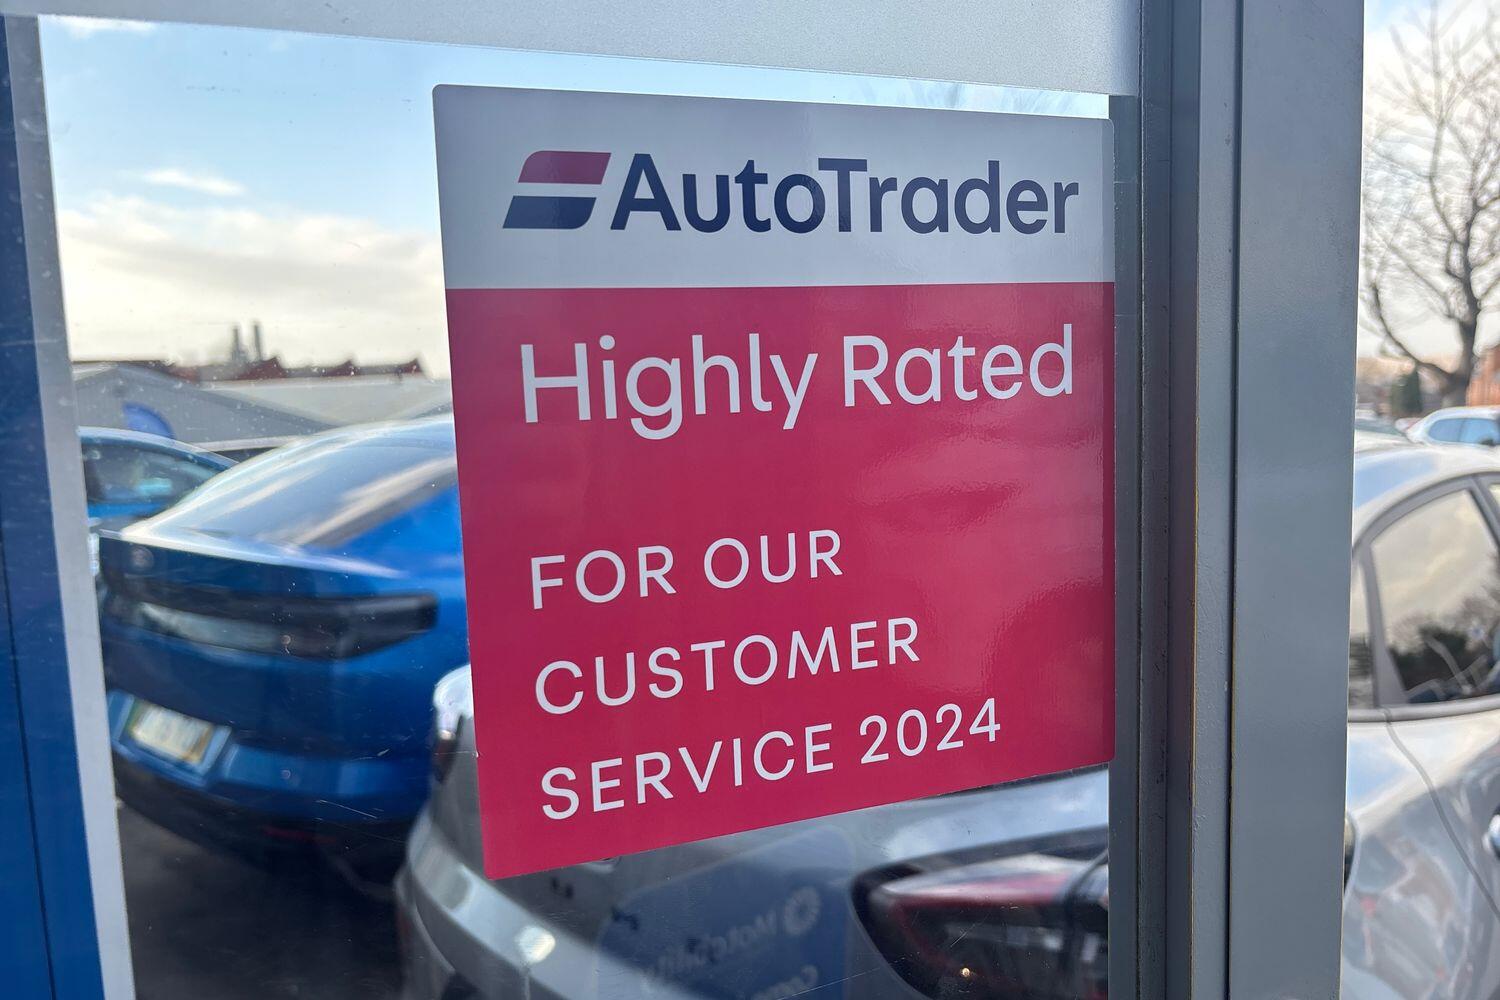 AutoTrader
Highly Rated
FOR OUR
CUSTOMER
SERVICE 2024